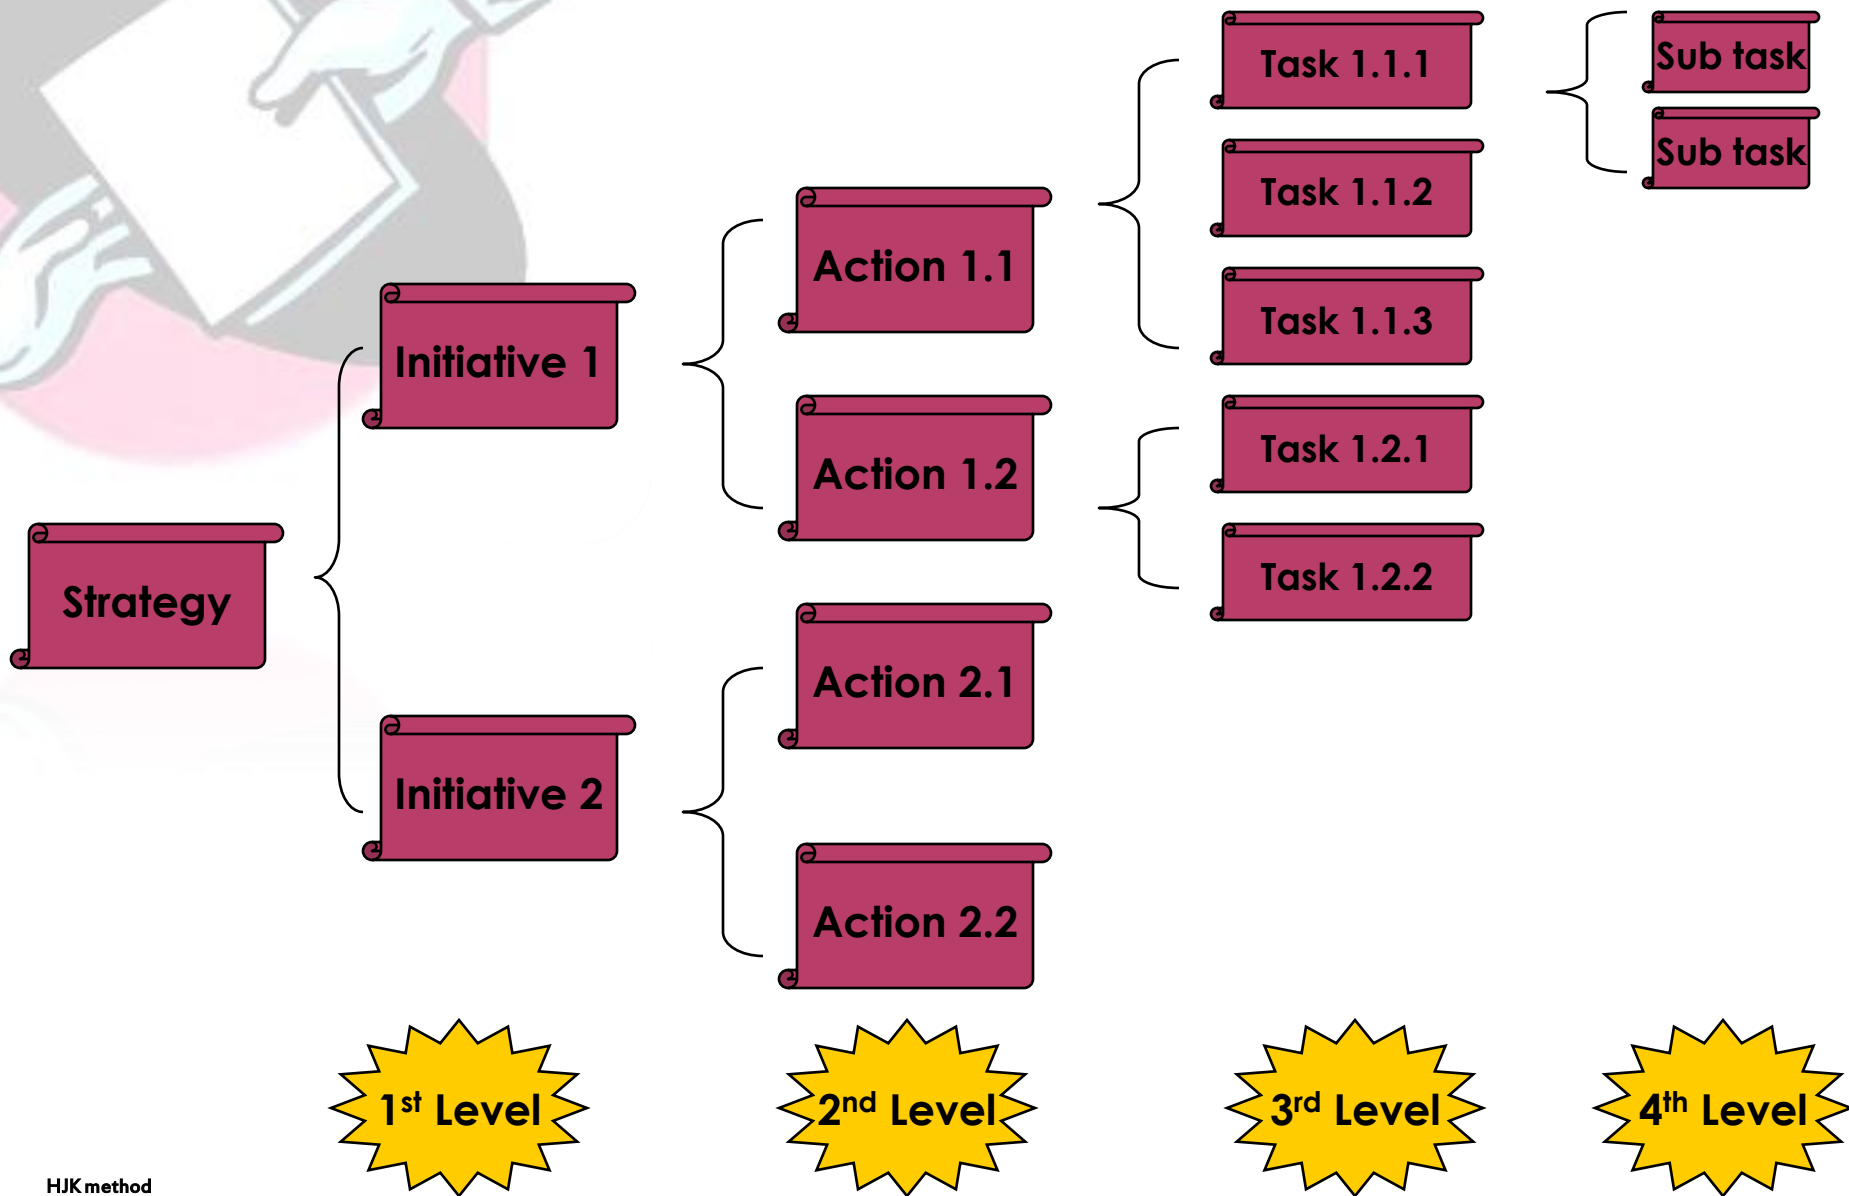 Strategy
Initiative 1
Initiative 2
Action 1.1
Action 1.2
Action 2.1
Action 2.2
Task 1.1.1
Task 1.1.2
Task 1.1.3
Task 1.2.1
Task 1.2.2
Sub task
Sub task
1st Level
2nd Level
3rd Level
4th Level
HJK method